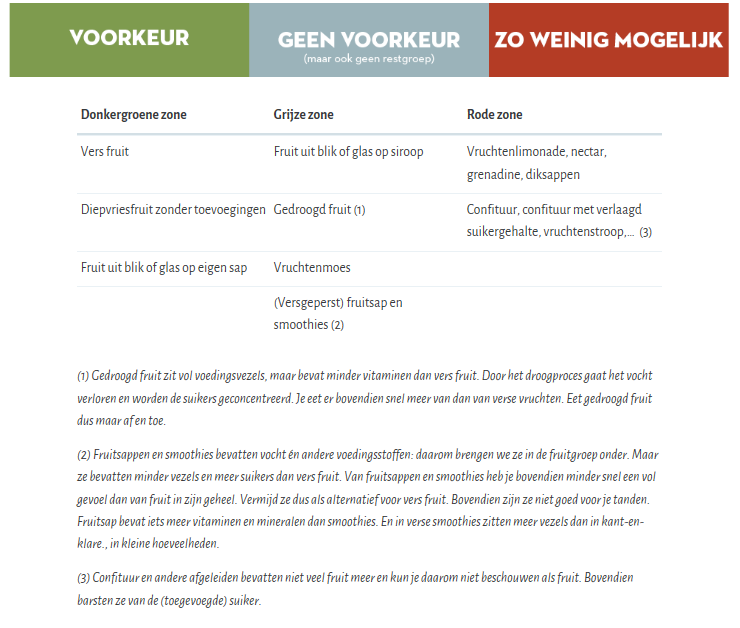 VOORKEUR
GEEN VOORKEUR
(maar ook geen restgroep)
ZO WEINIG MOGELIJK
Donkergroene zone Grijze zone Rode zone
Vers fruit Fruit uit blik of glas op siroop Vruchtenlimonade, nectar,
grenadine, diksappen
Diepvriesfruit zonder toevoegingen Gedroogd fruit (1) Confituur, confituur met verlaagd
suikergehalte, vruchtenstroop,... (3)
Fruit uit blik of glas op eigen sap Vruchtenmoes
(Versgeperst) fruitsap en
smoothies (2)
(1) Gedroogd fruit zit vol voedingsvezels, maar bevat minder vitaminen dan vers fruit. Door het droogproces gaat het vocht
verloren en worden de suikers geconcentreerd. Je eet er bovendien snel meer van dan van verse vruchten. Eet gedroogd fruit
dus maar af en toe.
(2) Fruitsappen en smoothies bevatten vocht én andere voedingsstoffen: daarom brengen we ze in de fruitgroep onder. Maar
ze bevatten minder vezels en meer suikers dan vers fruit. Van fruitsappen en smoothies heb je bovendien minder snel een vol
gevoel dan van fruit in zijn geheel. Vermijd ze dus als alternatief voor vers fruit. Bovendien zijn ze niet goed voor je tanden.
Fruitsap bevat iets meer vitaminen en mineralen dan smoothies. En in verse smoothies zitten meer vezels dan in kant-en-
klare., in kleine hoeveelheden.
(3) Confituur en andere afgeleiden bevatten niet veel fruit meer en kun je daarom niet beschouwen als fruit. Bovendien
barsten ze van de (toegevoegde) suiker.